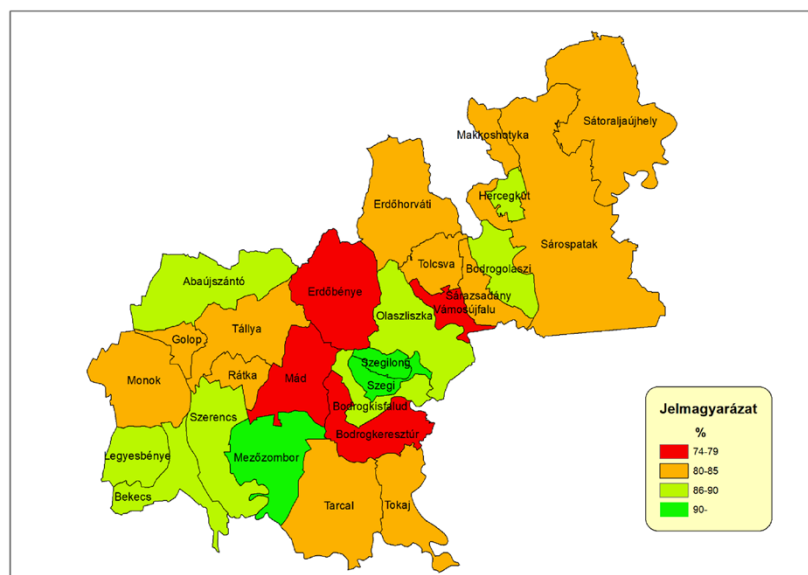 Sátoraljaújhely
Makkoshotyka
Hercegkút
Erdőhorváti
Sárospatak
Tolcsva
Bodrogolaszi
Abaújszántó
Erdőbénye
Sárazsadány
Vámosújfalu
Olaszliszka
Tállya
Golop
Szegilong
Rátka
Mád
Szegi
Monok
Bodrogkisfalud
Szerencs
Bodrogkeresztúr
Legyesbénye
Mezőzombor
Bekecs
Tarcal
Tokaj
Jelmagyarázat
%
74-79
80-85
86-90
90-